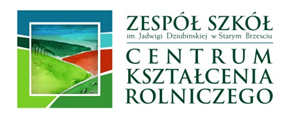 ZESPÓŁ SZKÓŁ
im. Jadwigi Dziubińskiej w Starym Brześciu
CENTRUM
KSZTAŁCENIA
ROLNICZEGO